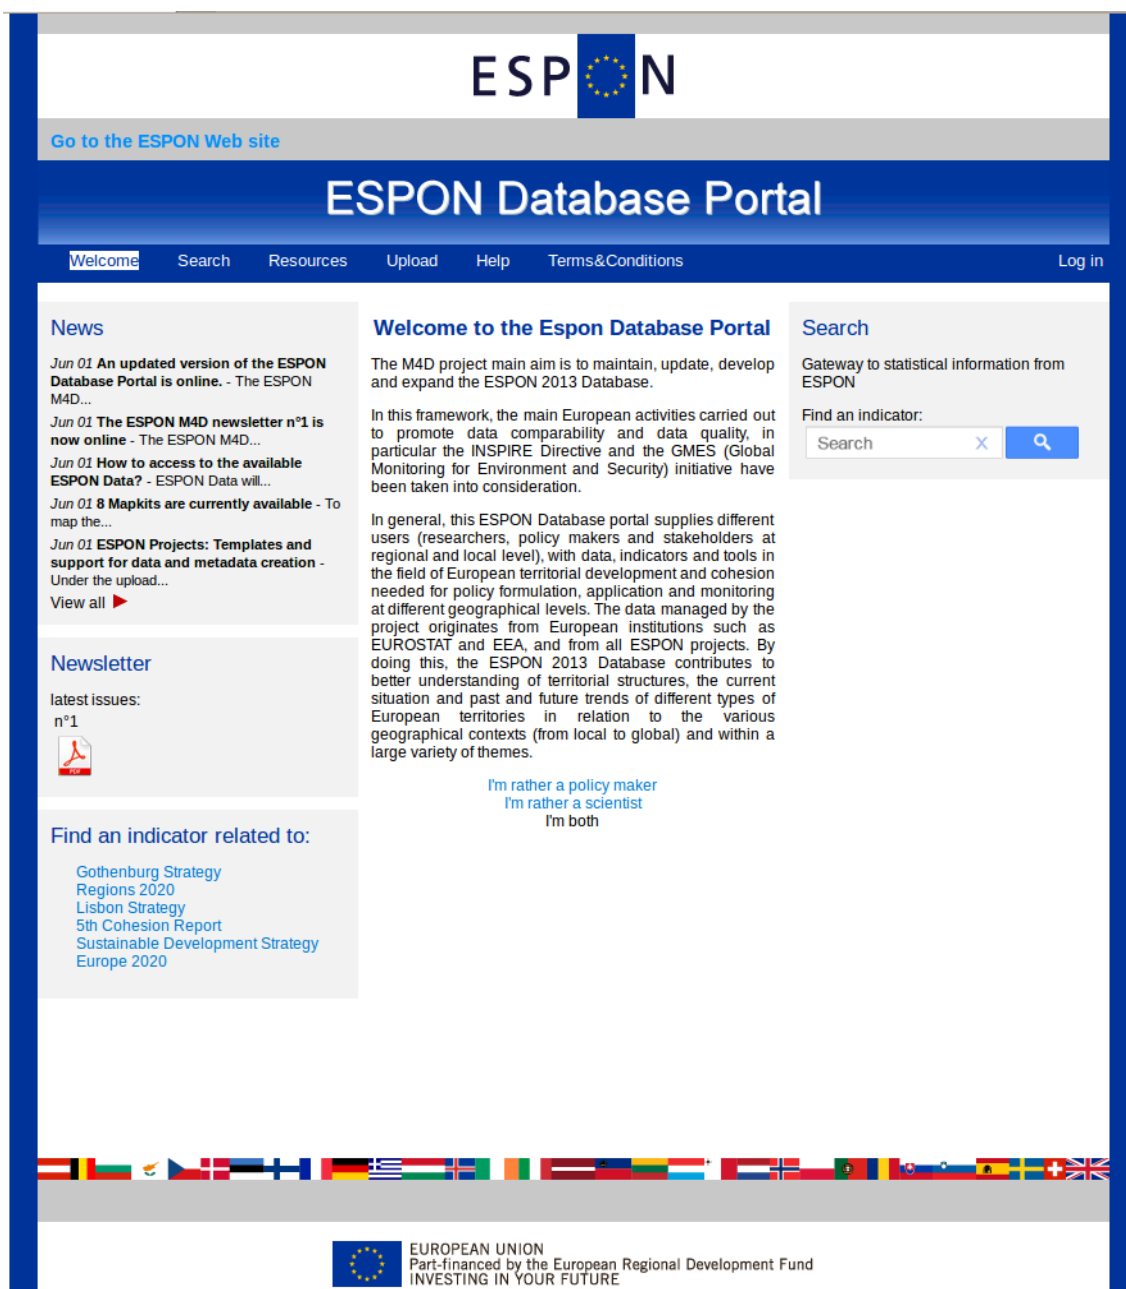 ESPON
Go to the ESPON Web site
ESPON Database Portal
Welcome Search Resources Upload Help Terms&Conditions Log in
News
Jun 01 An updated version of the ESPON
Database Portal is online. - The ESPON
M4D...
Jun 01 The ESPON M4D newsletter n°1 is
now online - The ESPON M4D...
Jun 01 How to access to the available
ESPON Data? - ESPON Data will...
Jun 01 8 Mapkits are currently available - To
map the...
Jun 01 ESPON Projects: Templates and
support for data and metadata creation -
Under the upload...
View all
Newsletter
latest issues:
n°1
PDF
Find an indicator related to:
Gothenburg Strategy
Regions 2020
Lisbon Strategy
5th Cohesion Report
Sustainable Development Strategy
Europe 2020
Welcome to the Espon Database Portal
The M4D project main aim is to maintain, update, develop
and expand the ESPON 2013 Database.
In this framework, the main European activities carried out
to promote data comparability and data quality, in
particular the INSPIRE Directive and the GMES (Global
Monitoring for Environment and Security) initiative have
been taken into consideration.
In general, this ESPON Database portal supplies different
users (researchers, policy makers and stakeholders at
regional and local level), with data, indicators and tools in
the field of European territorial development and cohesion
needed for policy formulation, application and monitoring
at different geographical levels. The data managed by the
project originates from European institutions such as
EUROSTAT and EEA, and from all ESPON projects. By
doing this, the ESPON 2013 Database contributes to
better understanding of territorial structures, the current
situation and past and future trends of different types of
European territories in relation to the various
geographical contexts (from local to global) and within a
large variety of themes.
I'm rather a policy maker
I'm rather a scientist
I'm both
Search
Gateway to statistical information from
ESPON
Find an indicator:
Search X
EUROPEAN UNION
Part-financed by the European Regional Development Fund
INVESTING IN YOUR FUTURE